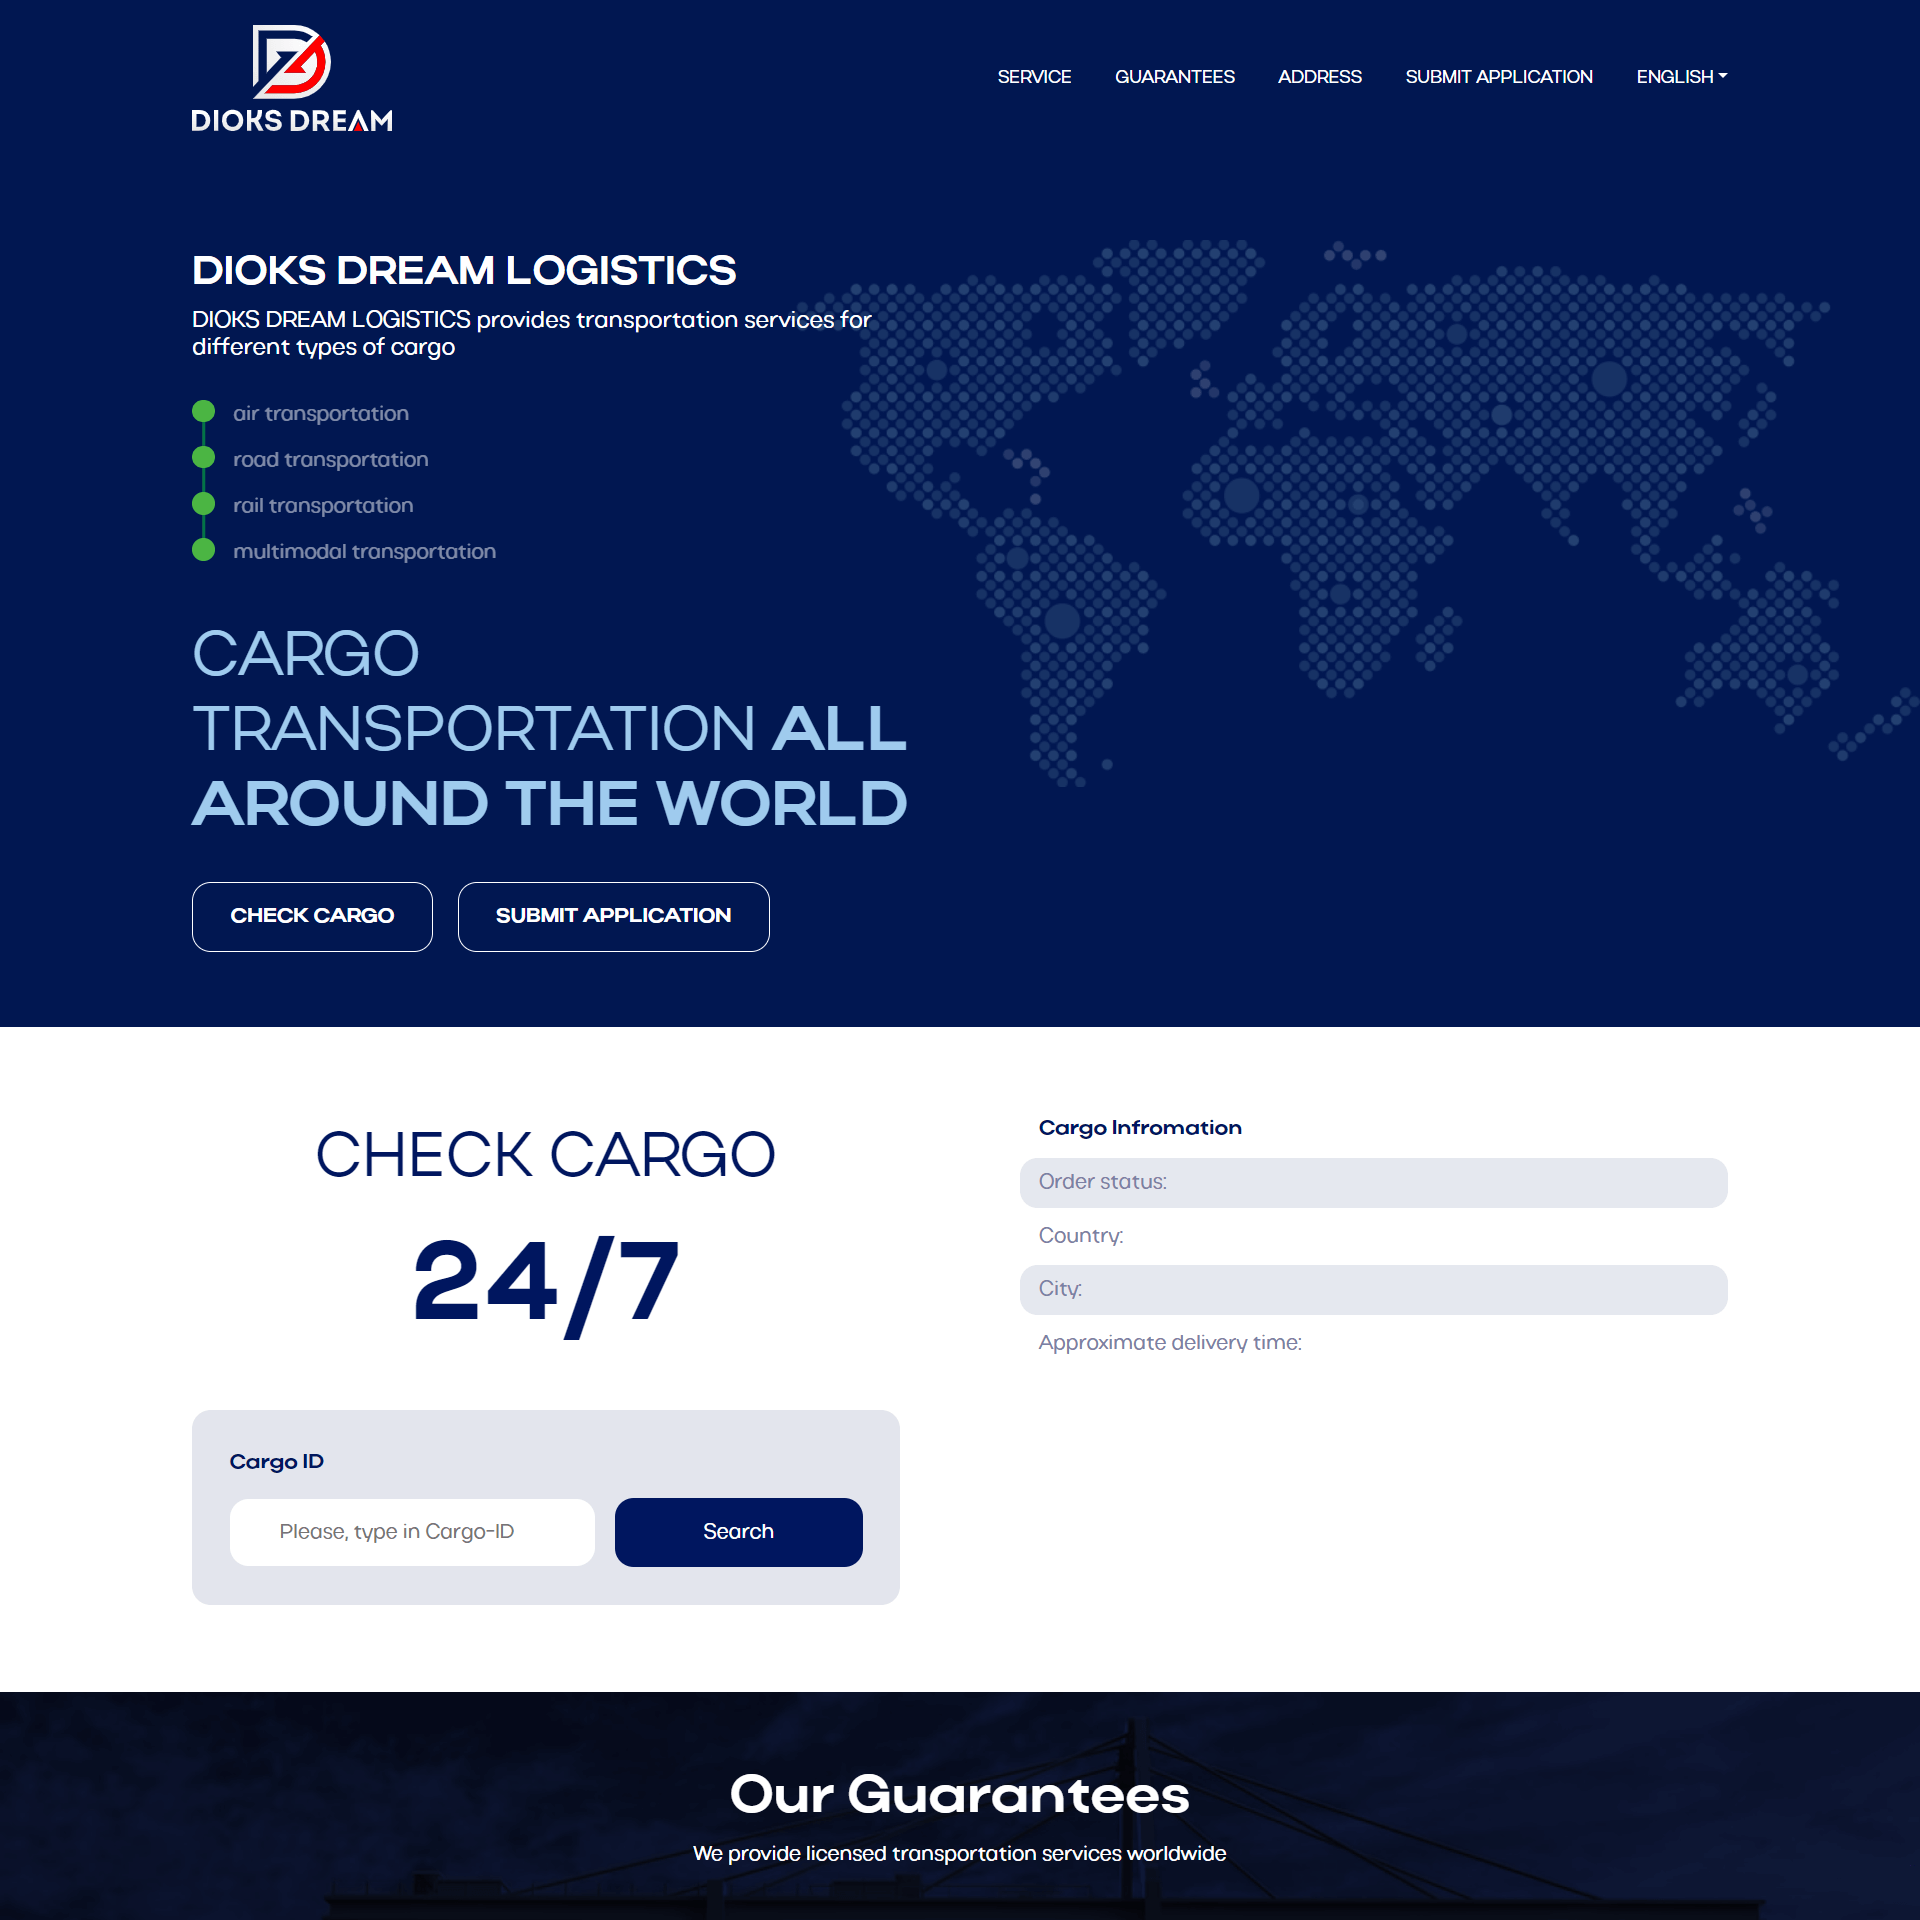 DIOKS DREAM
SERVICE GUARANTEES ADDRESS SUBMIT APPLICATION ENGLISH
DIOKS DREAM LOGISTICS
DIOKS DREAM LOGISTICS provides transportation services for
different types of cargo
air transportation
road transportation
rail transportation
multimodal transportation
CARGO
TRANSPORTATION ALL
AROUND THE WORLD
CHECK CARGO SUBMIT APPLICATION
CHECK CARGO
24/7
Cargo ID
Please, type in Cargo-ID Search
Cargo Infromation
Order status:
Country:
City:
Approximate delivery time:
Our Guarantees
We provide licensed transportation services worldwide